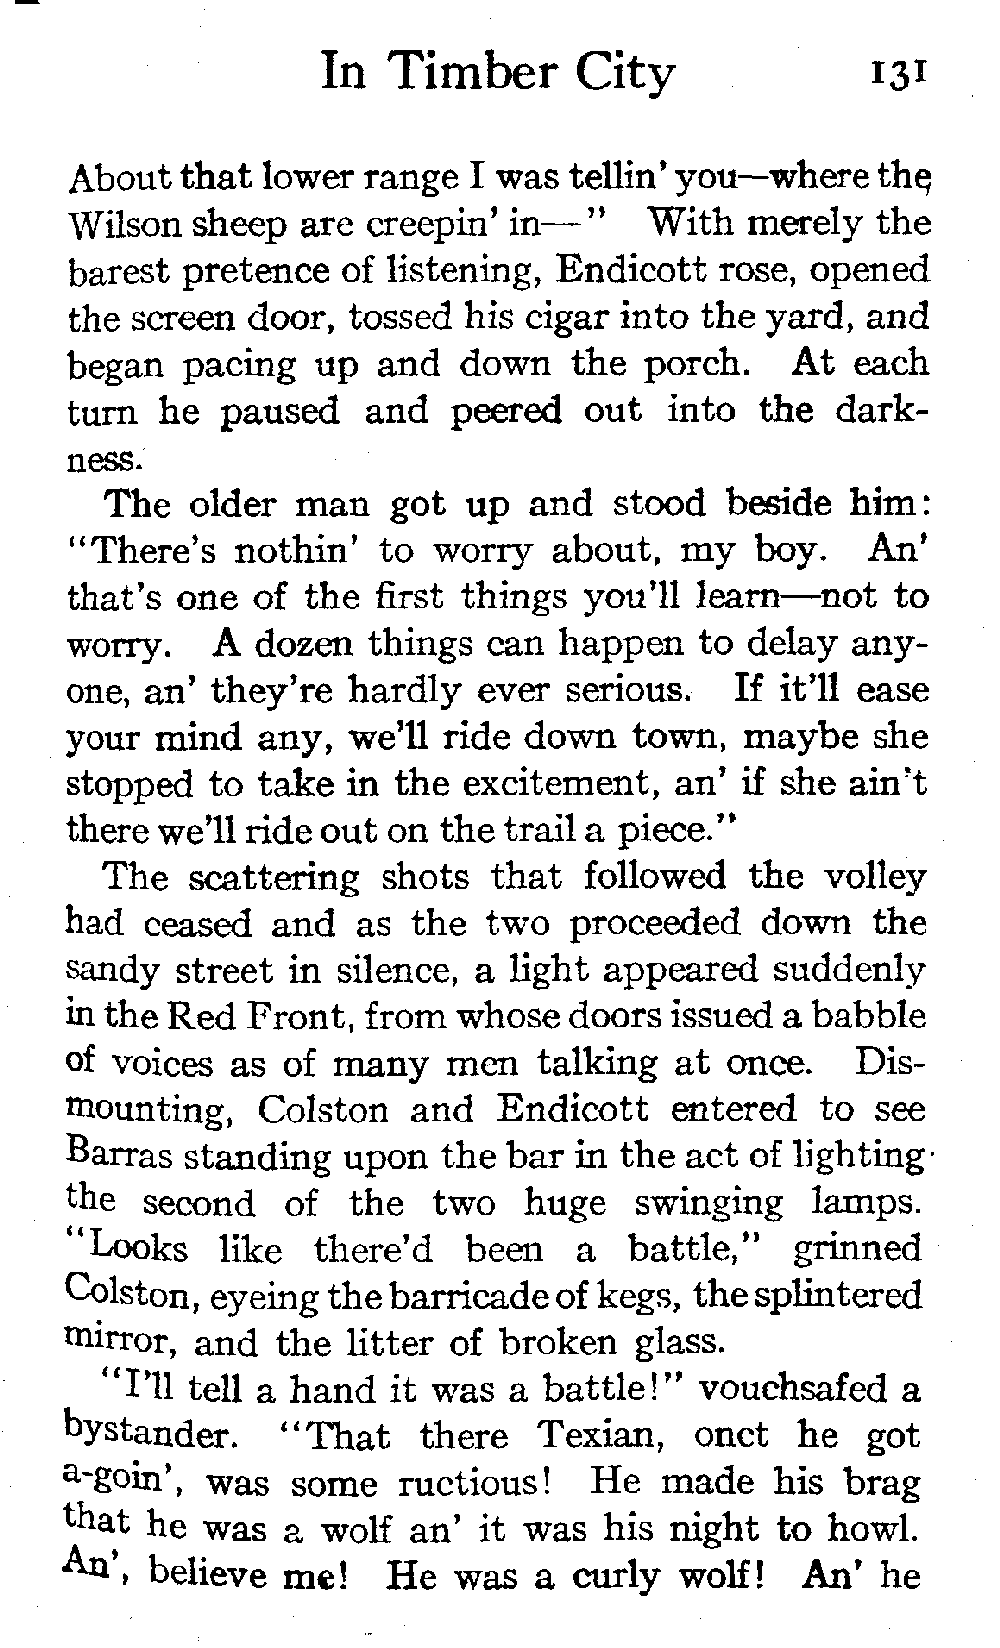 In Timber City 131
About that lower range I was tellin' you—where the
Wilson sheep are creepin' in—" With merely the
barest pretence of listening, Endicott rose, opened
the screen door, tossed his cigar into the yard, and
began pacing up and down the porch. At each
turn he paused and peered out into the dark-
ness.
The older man got up and stood beside him:
"There's nothin' to worry about, my boy. An'
that's one of the first things you'll learn—not to
worry. A dozen things can happen to delay any-
one, an' they're hardly ever serious. If it'll ease
your mind any, we'll ride down town, maybe she
stopped to take in the excitement, an' if she ain't
there we'll ride out on the trail a piece."
The scattering shots that followed the volley
had ceased and as the two proceeded down the
sandy street in silence, a light appeared suddenly
in the Red Front, from whose doors issued a babble
of voices as of many men talking at once. Dis-
mounting, Colston and Endicott entered to see
Barras standing upon the bar in the act of lighting
the second of the two huge swinging lamps.
"Looks like there'd been a battle," grinned
Colston, eyeing the barricade of kegs, the splintered
mirror, and the litter of broken glass.
"I'll tell a hand it was a battle!" vouchsafed a
bystander. "That there Texian, onct he got
a-goin', was some ructious! He made his brag
that he was a wolf an' it was his night to howl.
An', believe me! He was a curly wolf! An' he